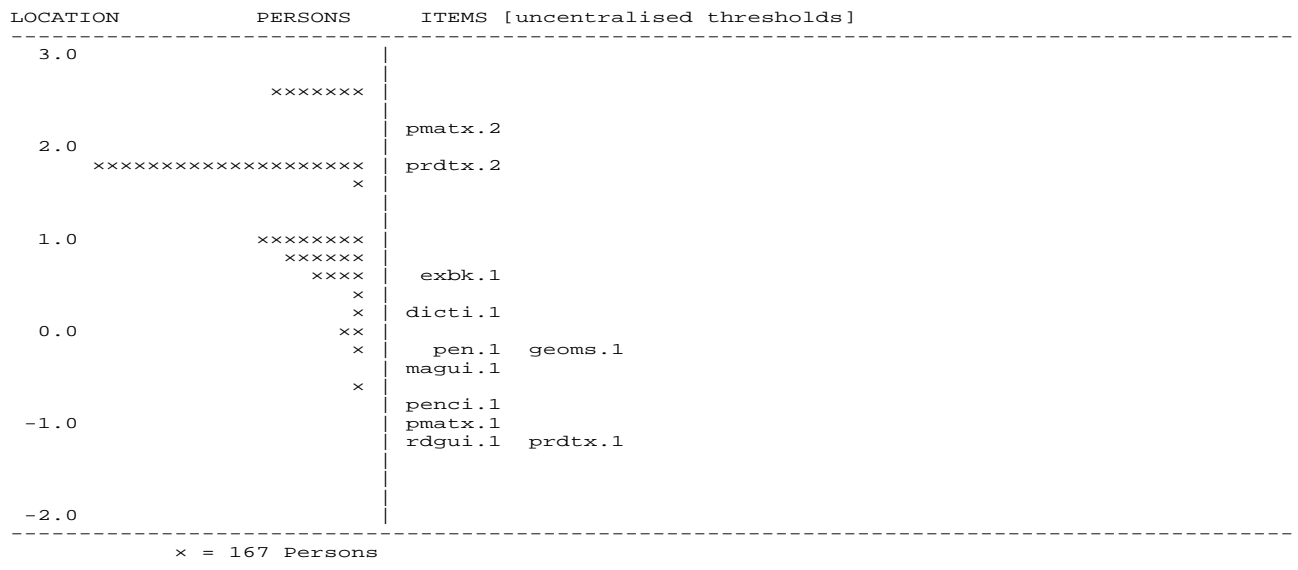 LOCATION PERSONS ITEMS [uncentralised thresholds]
3.0 |
xxxxxxx |
| pmatx.2
2.0 |
xxxxxxxxxxxxxxxxxxxx | prdtx.2
x |
1.0 xxxxxxxx |
xxxxxx |
xxxx | exbk.1
x |
x | dicti.1
0.0 xx |
x | pen.1 geoms.1
| magui.1
x |
| penci.1
-1.0 | pmatx.1
| rdgui.1 prdtx.1
-2.0 |
x = 167 Persons